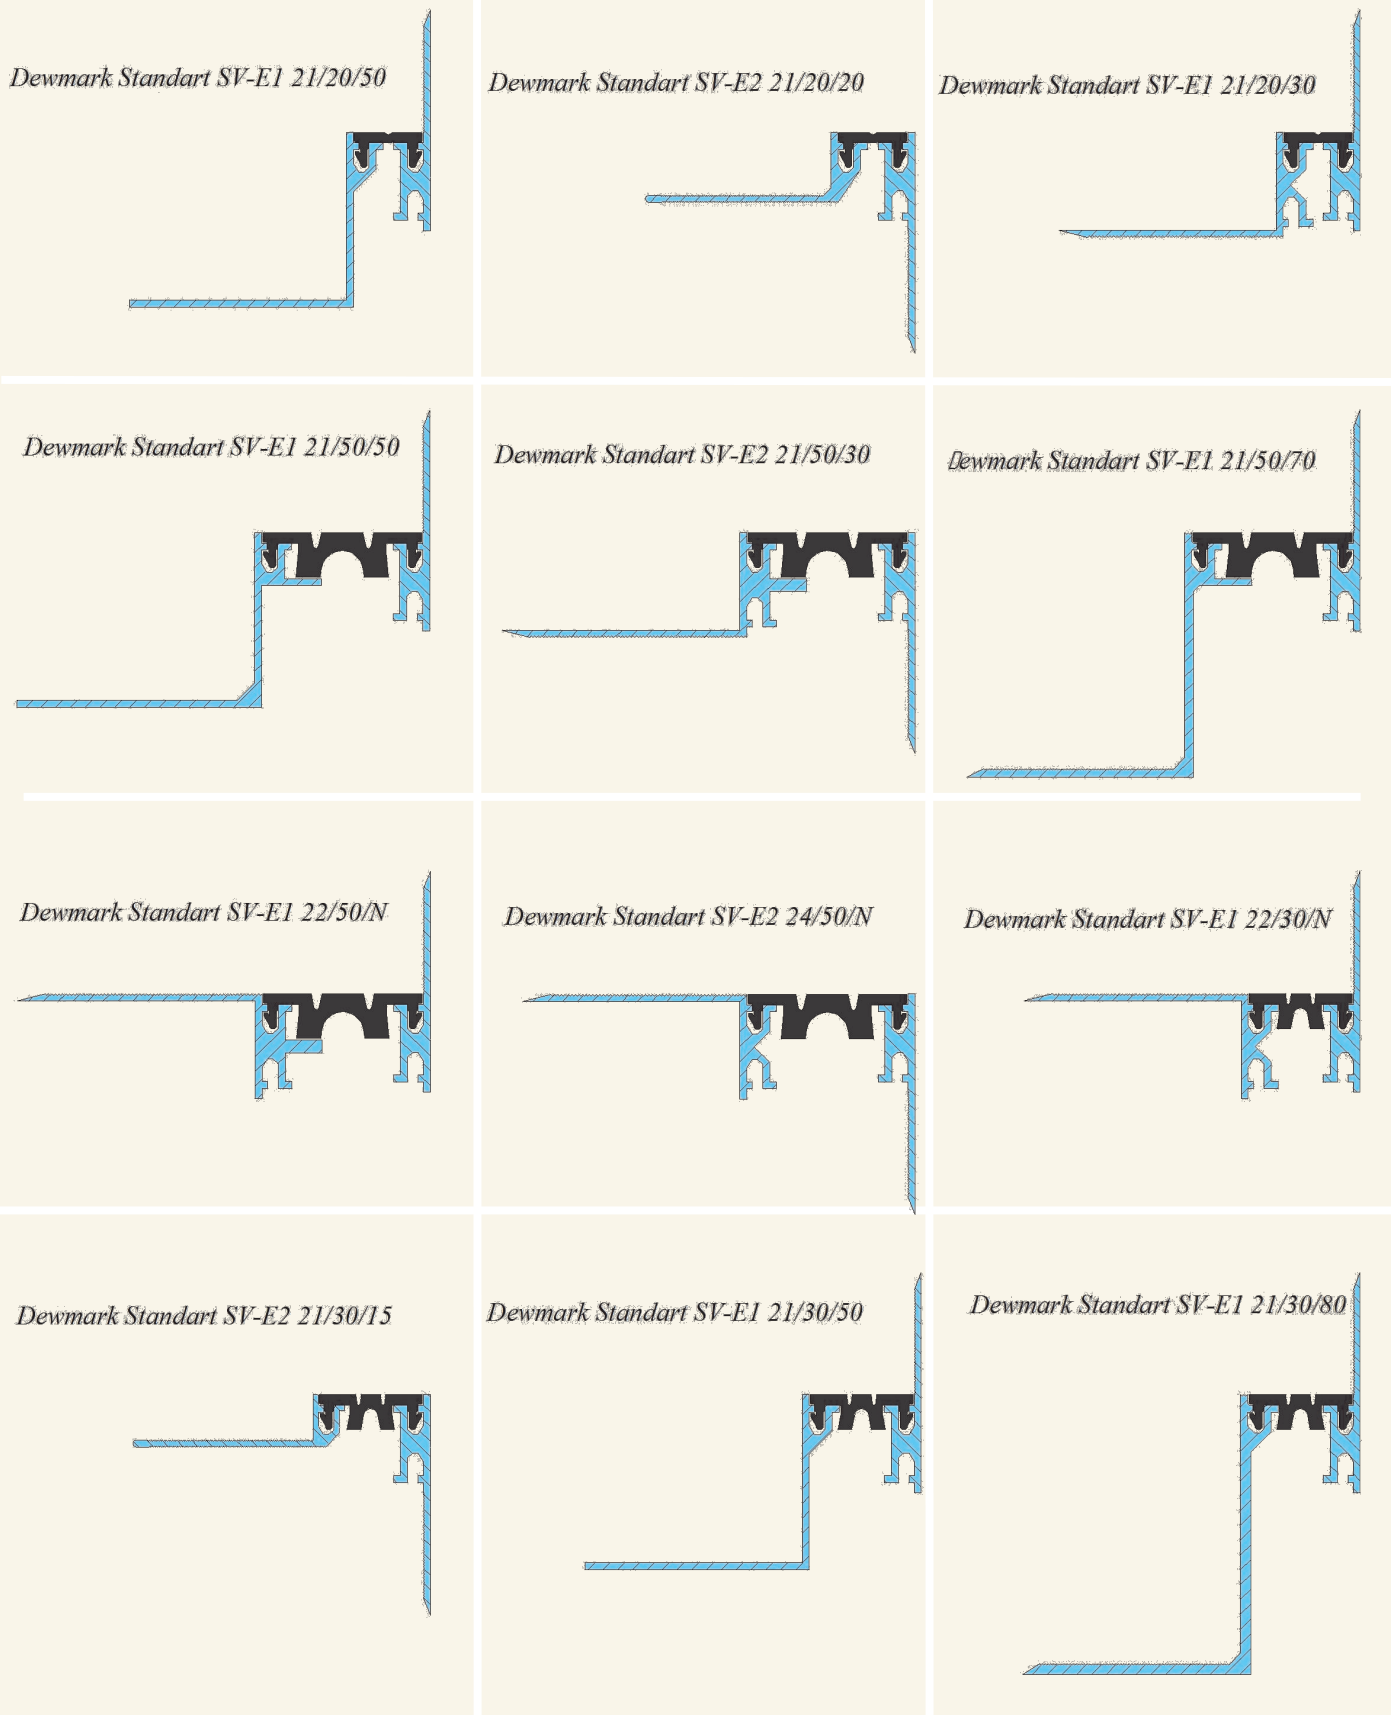 Dewmark Standart SV-E1 21/20/50
Dewmark Standart SV-E2 21/20/20
Dewmark Standart SV-E1 21/20/30
Dewmark Standart SV-E1 21/50/50
Dewmark Standart SV-E2 21/50/30
Dewmark Standart SV-E1 21/50/70
Dewmark Standart SV-E1 22/50/N
Dewmark Standart SV-E2 24/50/N
Dewmark Standart SV-E1 22/30/N
Dewmark Standart SV-E2 21/30/15
Dewmark Standart SV-E1 21/30/50
Dewmark Standart SV-E1 21/30/80